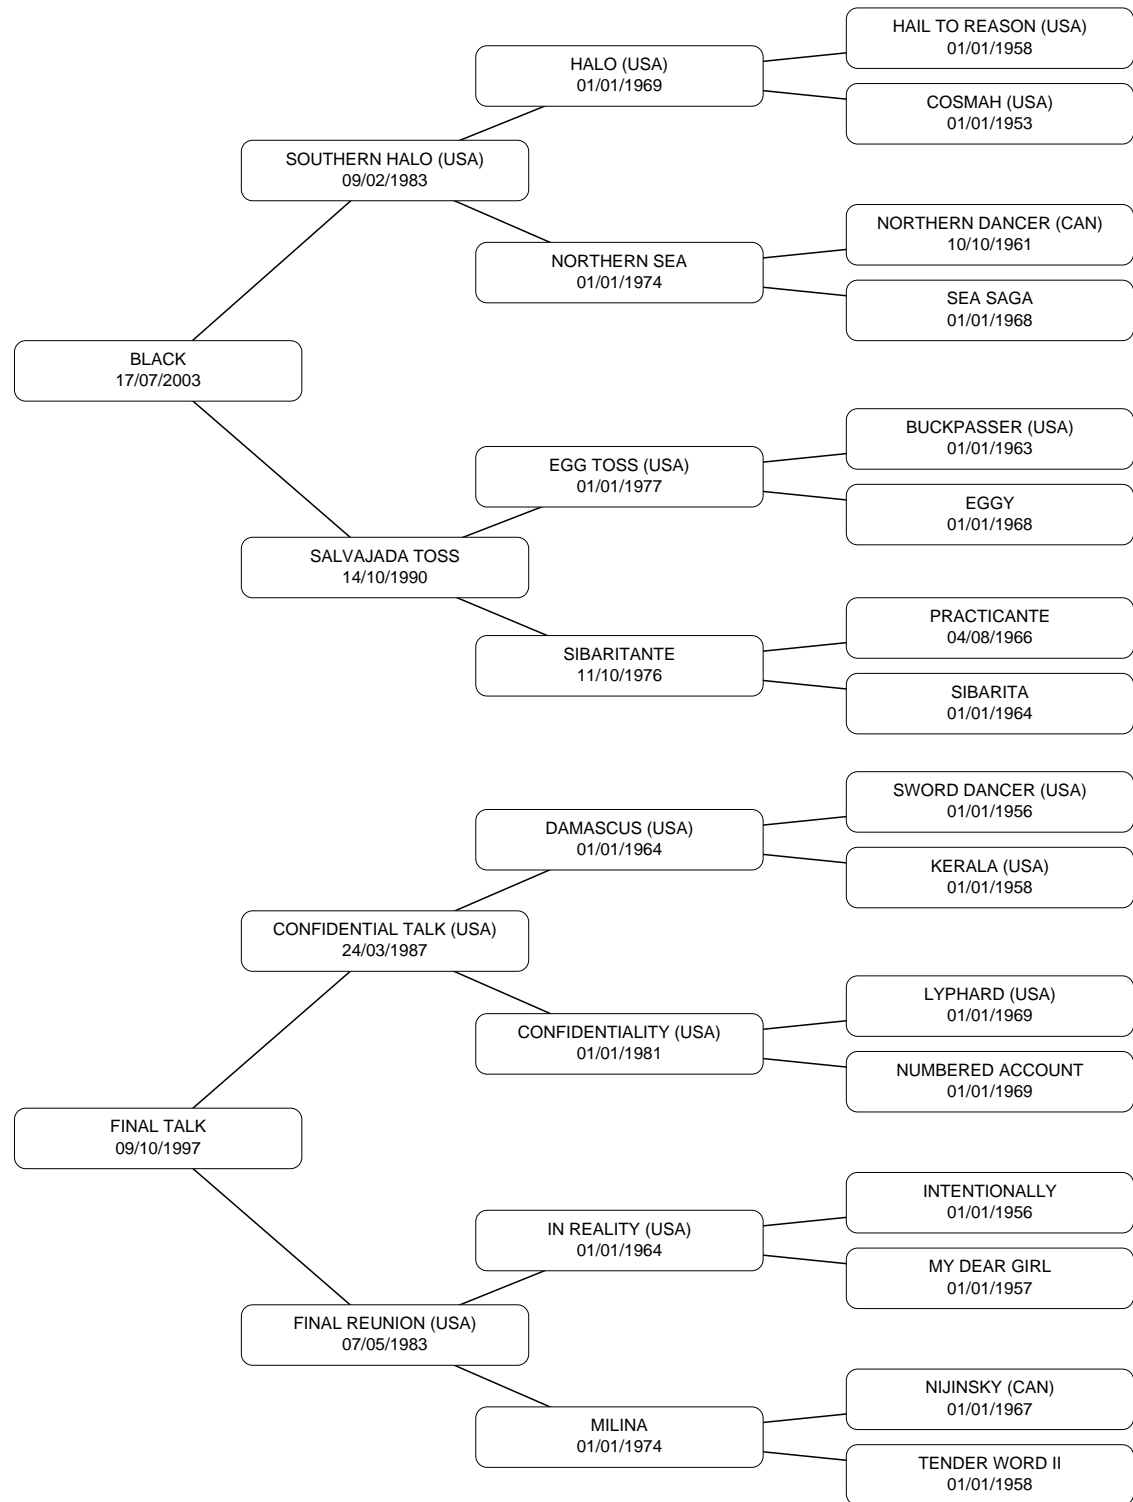 HAIL TO REASON (USA)
01/01/1958
HALO (USA)
01/01/1969
COSMAH (USA)
01/01/1953
SOUTHERN HALO (USA)
09/02/1983
NORTHERN DANCER (CAN)
10/10/1961
NORTHERN SEA
01/01/1974
SEA SAGA
01/01/1968
BLACK
17/07/2003
BUCKPASSER (USA)
01/01/1963
EGG TOSS (USA)
01/01/1977
EGGY
01/01/1968
SALVAJADA TOSS
14/10/1990
PRACTICANTE
04/08/1966
SIBARITANTE
11/10/1976
SIBARITA
01/01/1964
SWORD DANCER (USA)
01/01/1956
DAMASCUS (USA)
01/01/1964
KERALA (USA)
01/01/1958
CONFIDENTIAL TALK (USA)
24/03/1987
LYPHARD (USA)
01/01/1969
CONFIDENTIALITY (USA)
01/01/1981
NUMBERED ACCOUNT
01/01/1969
FINAL TALK
09/10/1997
INTENTIONALLY
01/01/1956
IN REALITY (USA)
01/01/1964
MY DEAR GIRL
01/01/1957
FINAL REUNION (USA)
07/05/1983
NIJINSKY (CAN)
01/01/1967
MILINA
01/01/1974
TENDER WORD II
01/01/1958